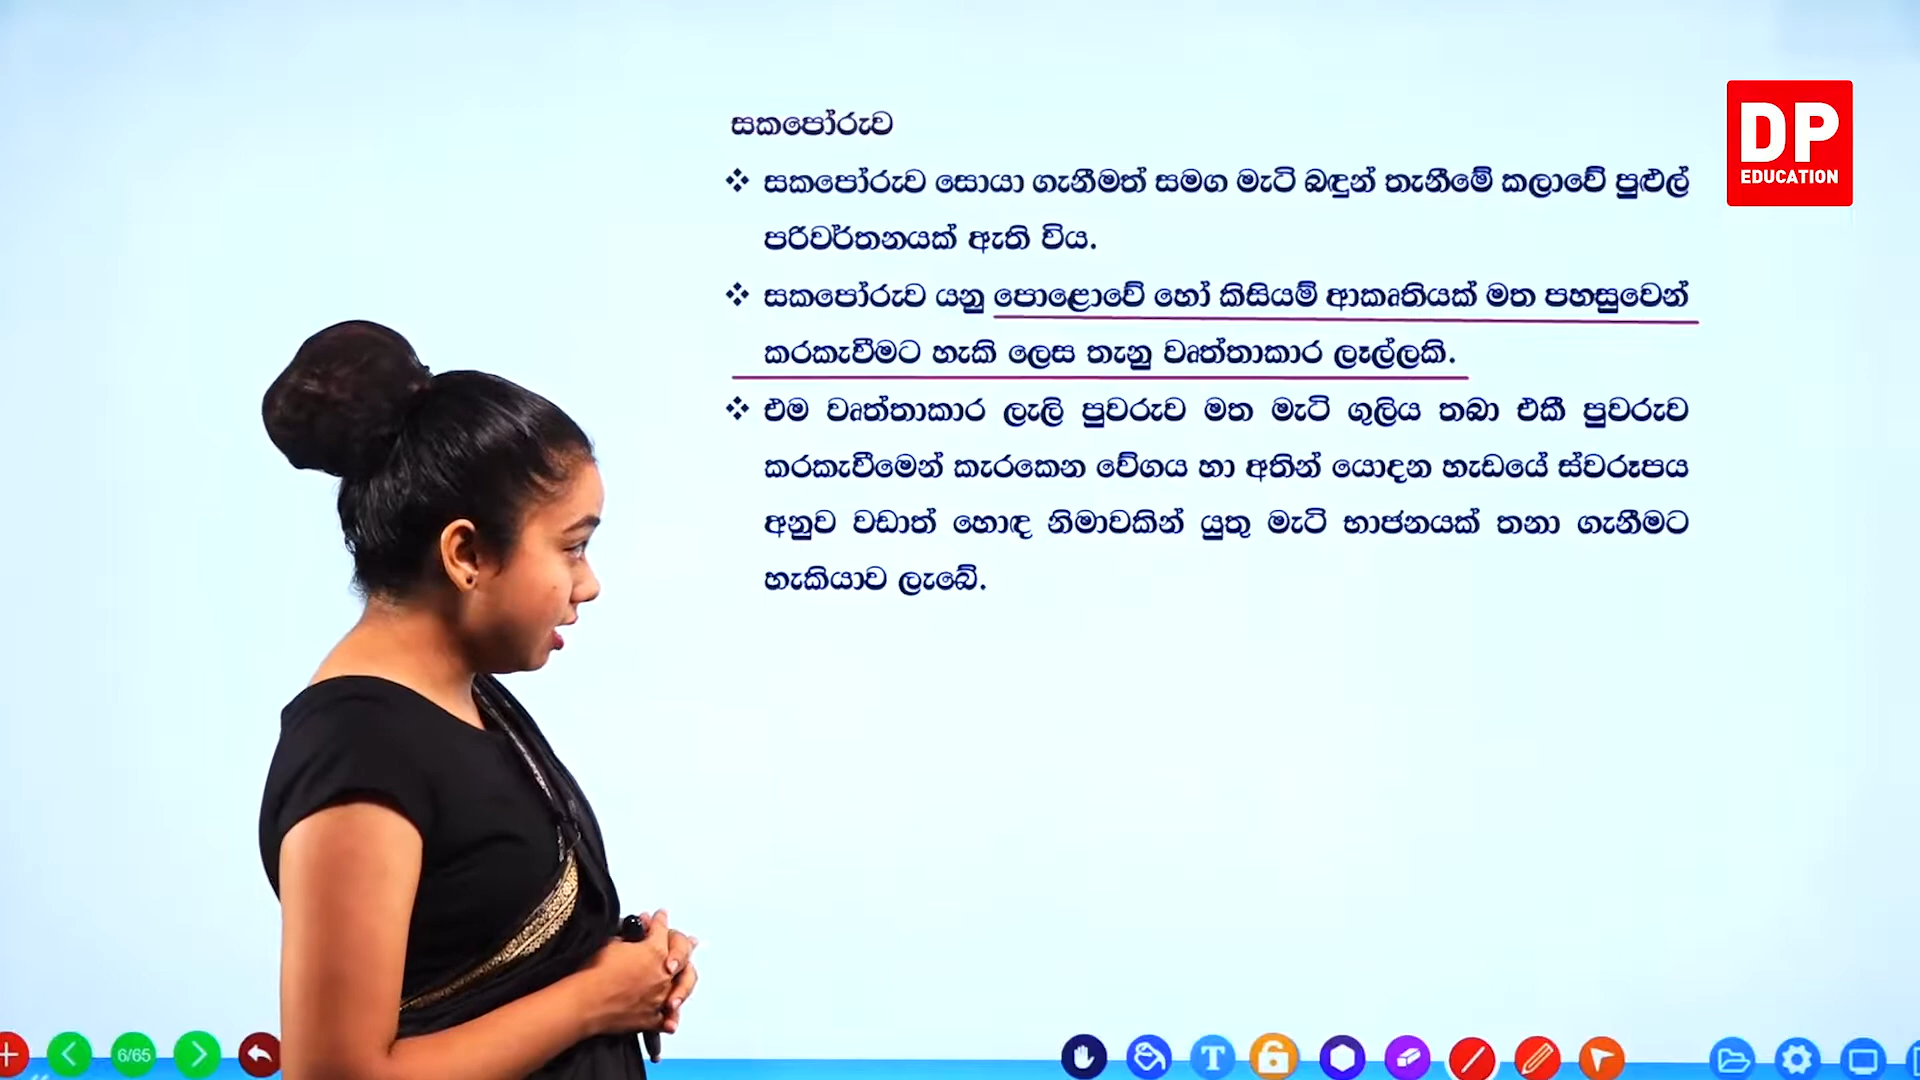 සකපෝරුව
❖ සකපෝරුව සොයා ගැනීමත් සමග මැටි බඳුන් තැනීමේ කලාවේ පුළුල්
පරිවර්තනයක් ඇති විය.
❖ සකපෝරුව යනු පොළොවේ හෝ කිසියම් ආකෘතියක් මත පහසුවෙන්
කරකැවීමට හැකි ලෙස තැනු වෘත්තාකාර ලෑල්ලකි.
❖ එම වෘත්තාකාර ලැලි පුවරුව මත මැටි ගුලිය තබා එකී පුවරුව
කරකැවීමෙන් කැරකෙන වේගය හා අතින් යොදන හැඩයේ ස්වරූපය
අනුව වඩාත් හොඳ නිමාවකින් යුතු මැටි භාජනයක් තනා ගැනීමට
හැකියාව ලැබේ.
DP
EDUCATION
6/65
T